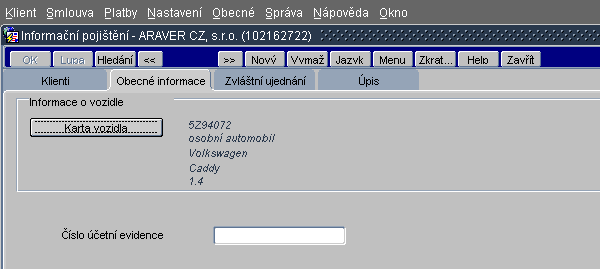 Klient Smlouva Platby Nastavení Obecné Správa Nápověda Okno
Informační pojištění - ARAVER CZ, s.r.o. (102162722)
OK Lupa Hledání << >> Nový Vymaž Jazyk Menu Zkrat... Help Zavřít
Klienti Obecné informace Zvláštní ujednání Úpis
Informace o vozidle
Karta vozidla
5Z94072
osobní automobil
Volkswagen
Caddy
1.4
Číslo účetní evidence